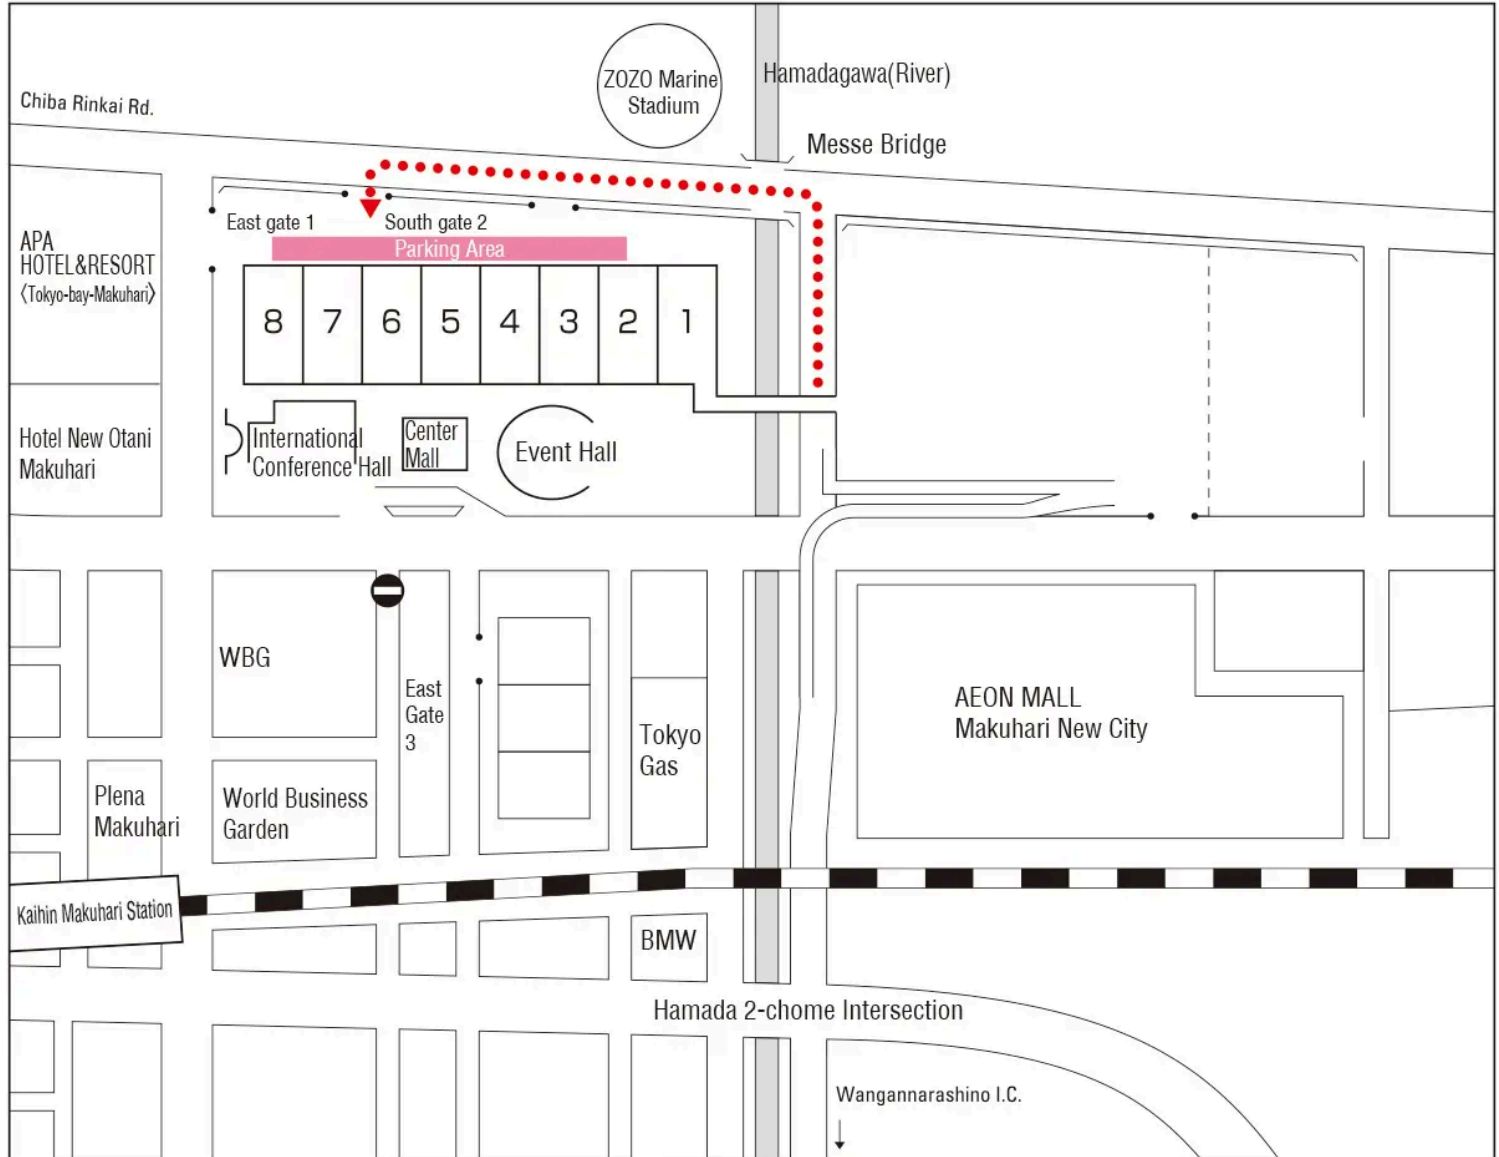 ZOZO Marine
Stadium
Hamadagawa(River)
Chiba Rinkai Rd.
Messe Bridge
East gate 1
South gate 2
Parking Area
APA
HOTEL&RESORT
〈Tokyo-bay-Makuhari〉
8 7 6 5 4 3 2 1
Hotel New Otani
Makuhari
International
Conference Hall
Center
Mall
Event Hall
WBG
East
Gate
3
Tokyo
Gas
AEON MALL
Makuhari New City
Plena
Makuhari
World Business
Garden
Kaihin Makuhari Station
BMW
Hamada 2-chome Intersection
Wangannarashino I.C.